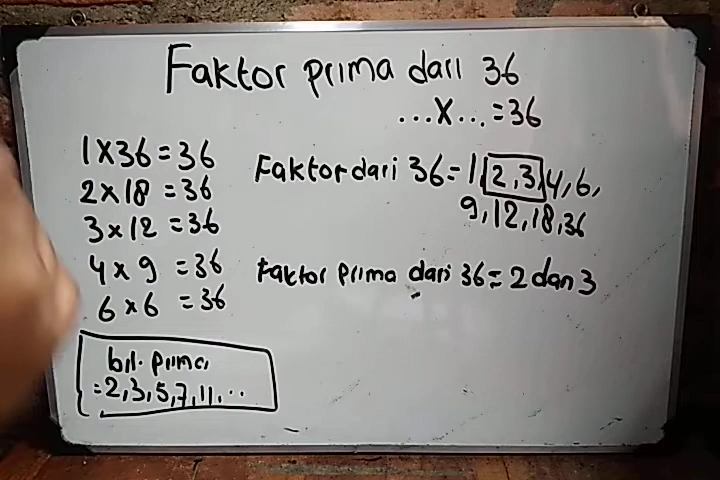 Faktor prima dari 36
...x...=36
1x36=36
2x18=36
3x12=36
4x9=36
6x6=36
Faktor dari 36=1,2,3,4,6,
9,12,18,36
Faktor prima dari 36=2 dan 3
bil. prima
=2,3,5,7,11,...